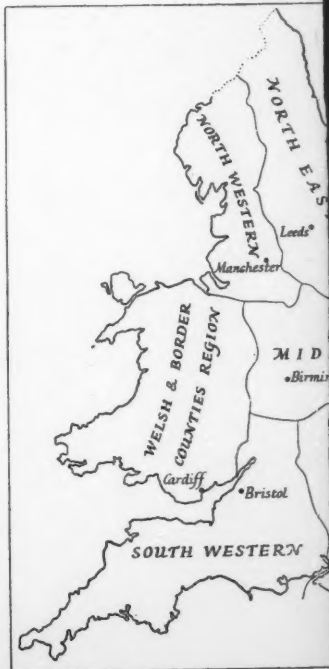 NORTH EAS
NORTH WESTERN
Leeds
Manchester
WELSH & BORDER
COUNTIES REGION
MID
Birmin
Cardiff
Bristol
SOUTH WESTERN